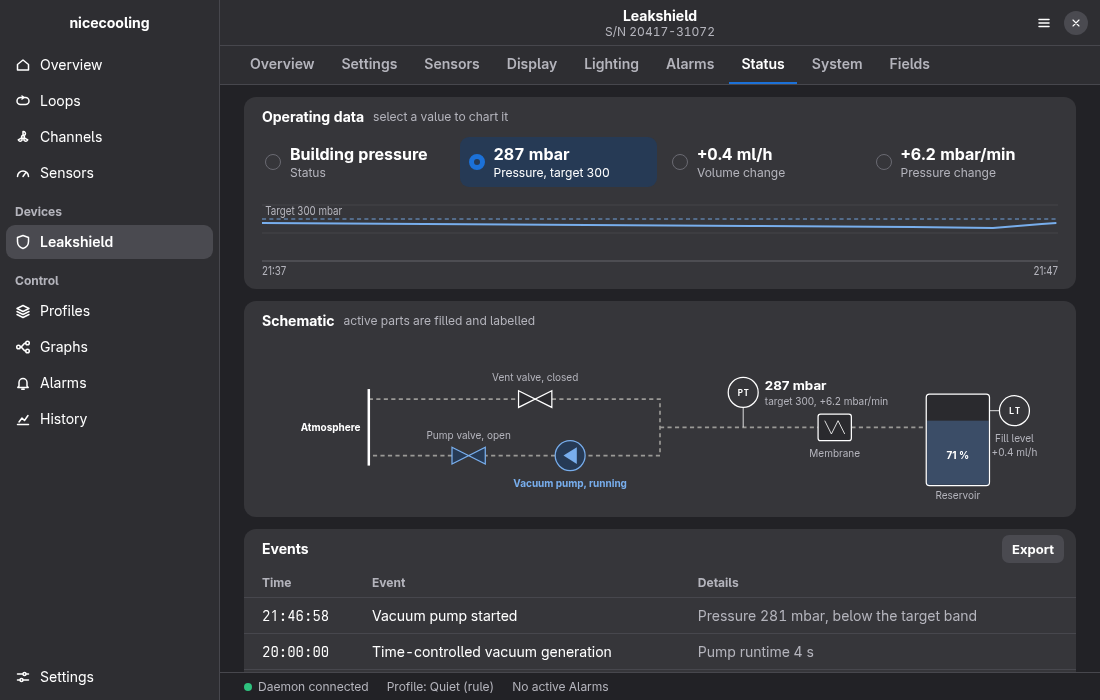 nicecooling
Overview
Loops
Channels
Sensors
Devices
Leakshield
Control
Profiles
Graphs
Alarms
History
Settings
Leakshield
S/N 20417-31072
Overview Settings Sensors Display Lighting Alarms Status System Fields
Operating data select a value to chart it
Building pressure
Status
287 mbar
Pressure, target 300
+0.4 ml/h
Volume change
+6.2 mbar/min
Pressure change
Target 300 mbar
21:37 21:47
Schematic active parts are filled and labelled
Vent valve, closed
Atmosphere
Pump valve, open
Vacuum pump, running
PT
287 mbar
target 300, +6.2 mbar/min
Membrane
71 %
Reservoir
LT
Fill level
+0.4 ml/h
Events Export
Time Event Details
21:46:58 Vacuum pump started Pressure 281 mbar, below the target band
20:00:00 Time-controlled vacuum generation Pump runtime 4 s
Daemon connected Profile: Quiet (rule) No active Alarms